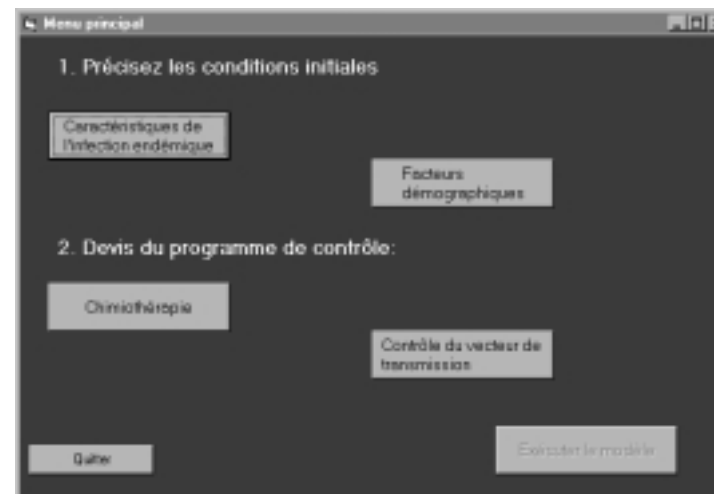 Menu principal
1. Précisez les conditions initiales
Caractéristiques de
l'infection endémique
Facteurs
démographiques
2. Devis du programme de contrôle:
Chimiothérapie
Contrôle du vecteur de
transmission
Quitter
Exécuter le modèle